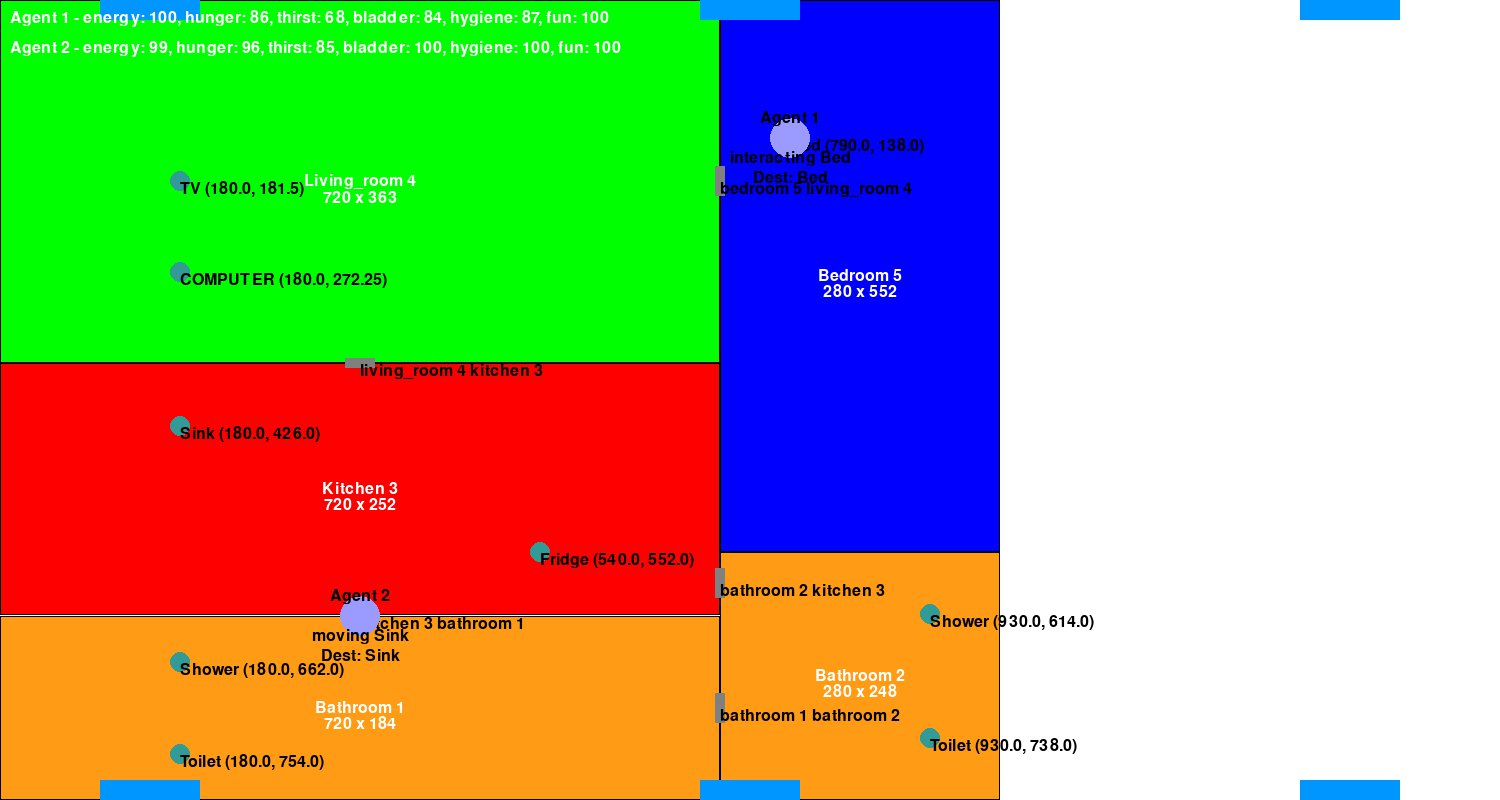 Agent 1 - energy: 100, hunger: 86, thirst: 68, bladder: 84, hygiene: 87, fun: 100
Agent 2 - energy: 99, hunger: 96, thirst: 85, bladder: 100, hygiene: 100, fun: 100
Agent 1
d (790.0, 138.0)
interacting Bed
Dest: Bed
bedroom 5 living_room 4
TV (180.0, 181.5)
Living_room 4
720 x 363
COMPUTER (180.0, 272.25)
Bedroom 5
280 x 552
living_room 4 kitchen 3
Sink (180.0, 426.0)
Kitchen 3
720 x 252
Fridge (540.0, 552.0)
bathroom 2 kitchen 3
Agent 2
chen 3 bathroom 1
moving Sink
Dest: Sink
Shower (930.0, 614.0)
Shower (180.0, 662.0)
Bathroom 2
280 x 248
Bathroom 1
720 x 184
bathroom 1 bathroom 2
Toilet (930.0, 738.0)
Toilet (180.0, 754.0)